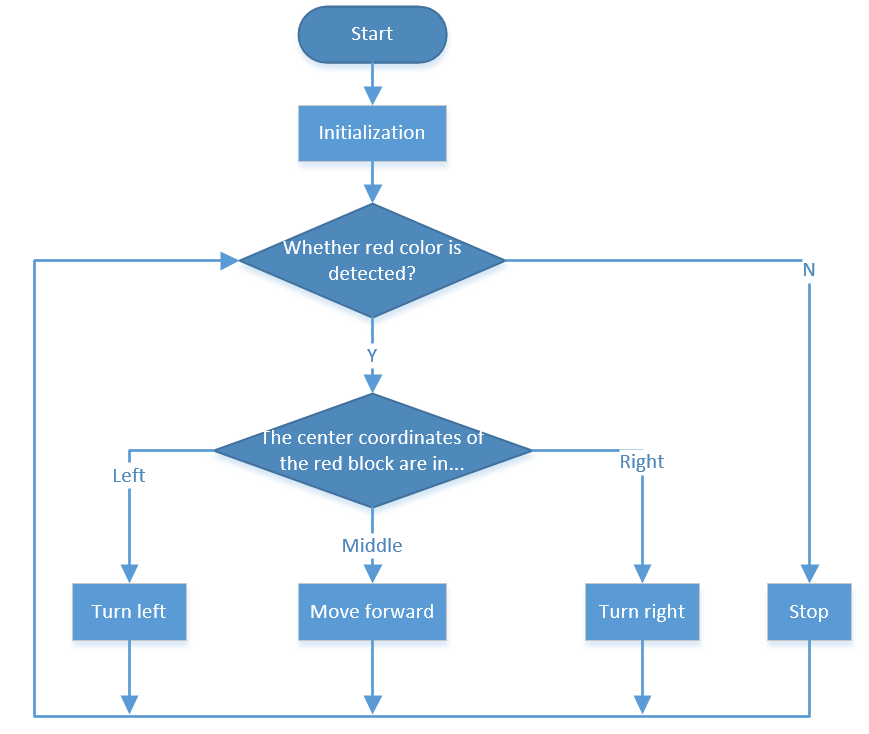 Start
Initialization
Whether red color is
detected?
N
Y
The center coordinates of
the red block are in...
Left
Right
Middle
Turn left
Move forward
Turn right
Stop